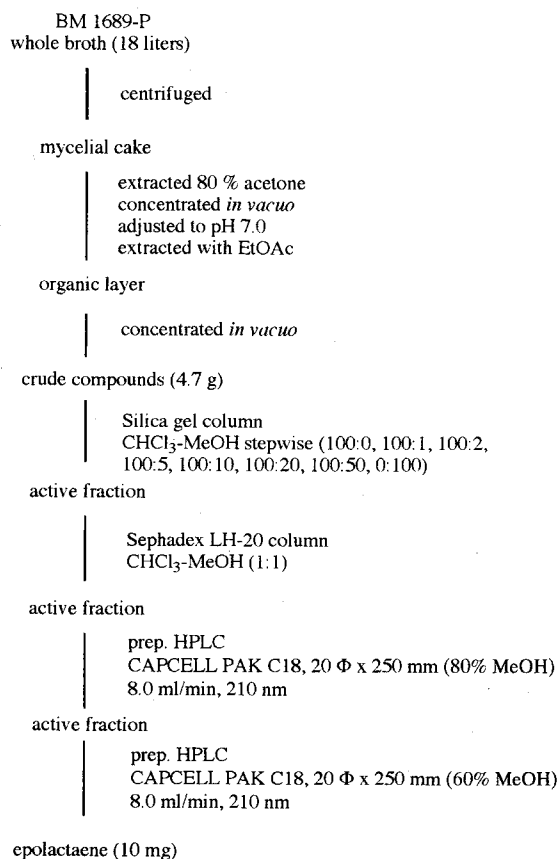 BM 1689-P
whole broth (18 liters)
centrifuged
mycelial cake
extracted 80 % acetone
concentrated in vacuo
adjusted to pH 7.0
extracted with EtOAc
organic layer
concentrated in vacuo
crude compounds (4.7 g)
Silica gel column
CHCl₃-MeOH stepwise (100:0, 100:1, 100:2,
100:5, 100:10, 100:20, 100:50, 0:100)
active fraction
Sephadex LH-20 column
CHCl₃-MeOH (1:1)
active fraction
prep. HPLC
CAPCELL PAK C18, 20 Φ x 250 mm (80% MeOH)
8.0 ml/min, 210 nm
active fraction
prep. HPLC
CAPCELL PAK C18, 20 Φ x 250 mm (60% MeOH)
8.0 ml/min, 210 nm
epolactaene (10 mg)